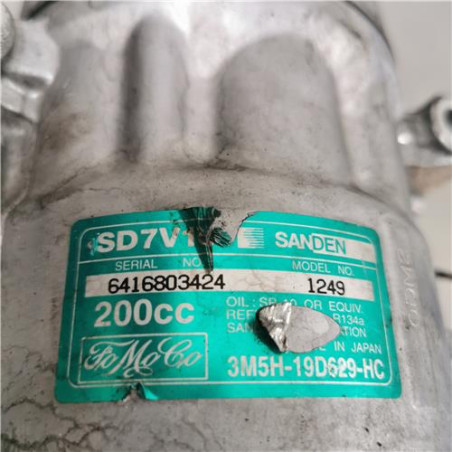 SD7V1 SANDEN
SERIAL NO. MODEL NO.
6416803424 1249
200cc OIL: SP-10 OR EQUIV.
R134a
FoMoCo IN JAPAN
3M5H-19D629-HC